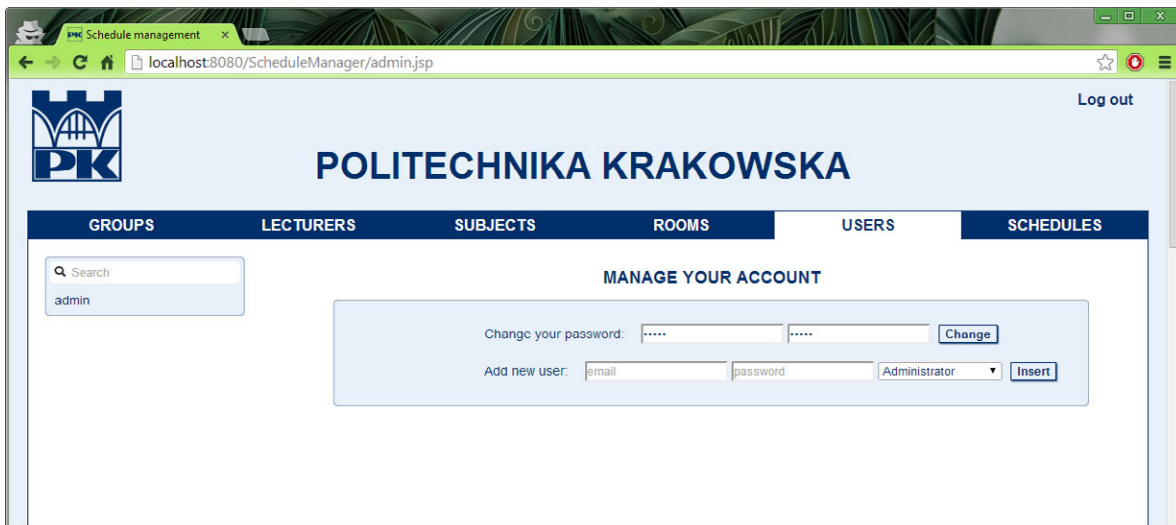 PK Schedule management x
localhost:8080/ScheduleManager/admin.jsp
Log out
PK
POLITECHNIKA KRAKOWSKA
GROUPS LECTURERS SUBJECTS ROOMS USERS SCHEDULES
Search
admin
MANAGE YOUR ACCOUNT
Change your password: ••••• ••••• Change
Add new user: email password Administrator Insert